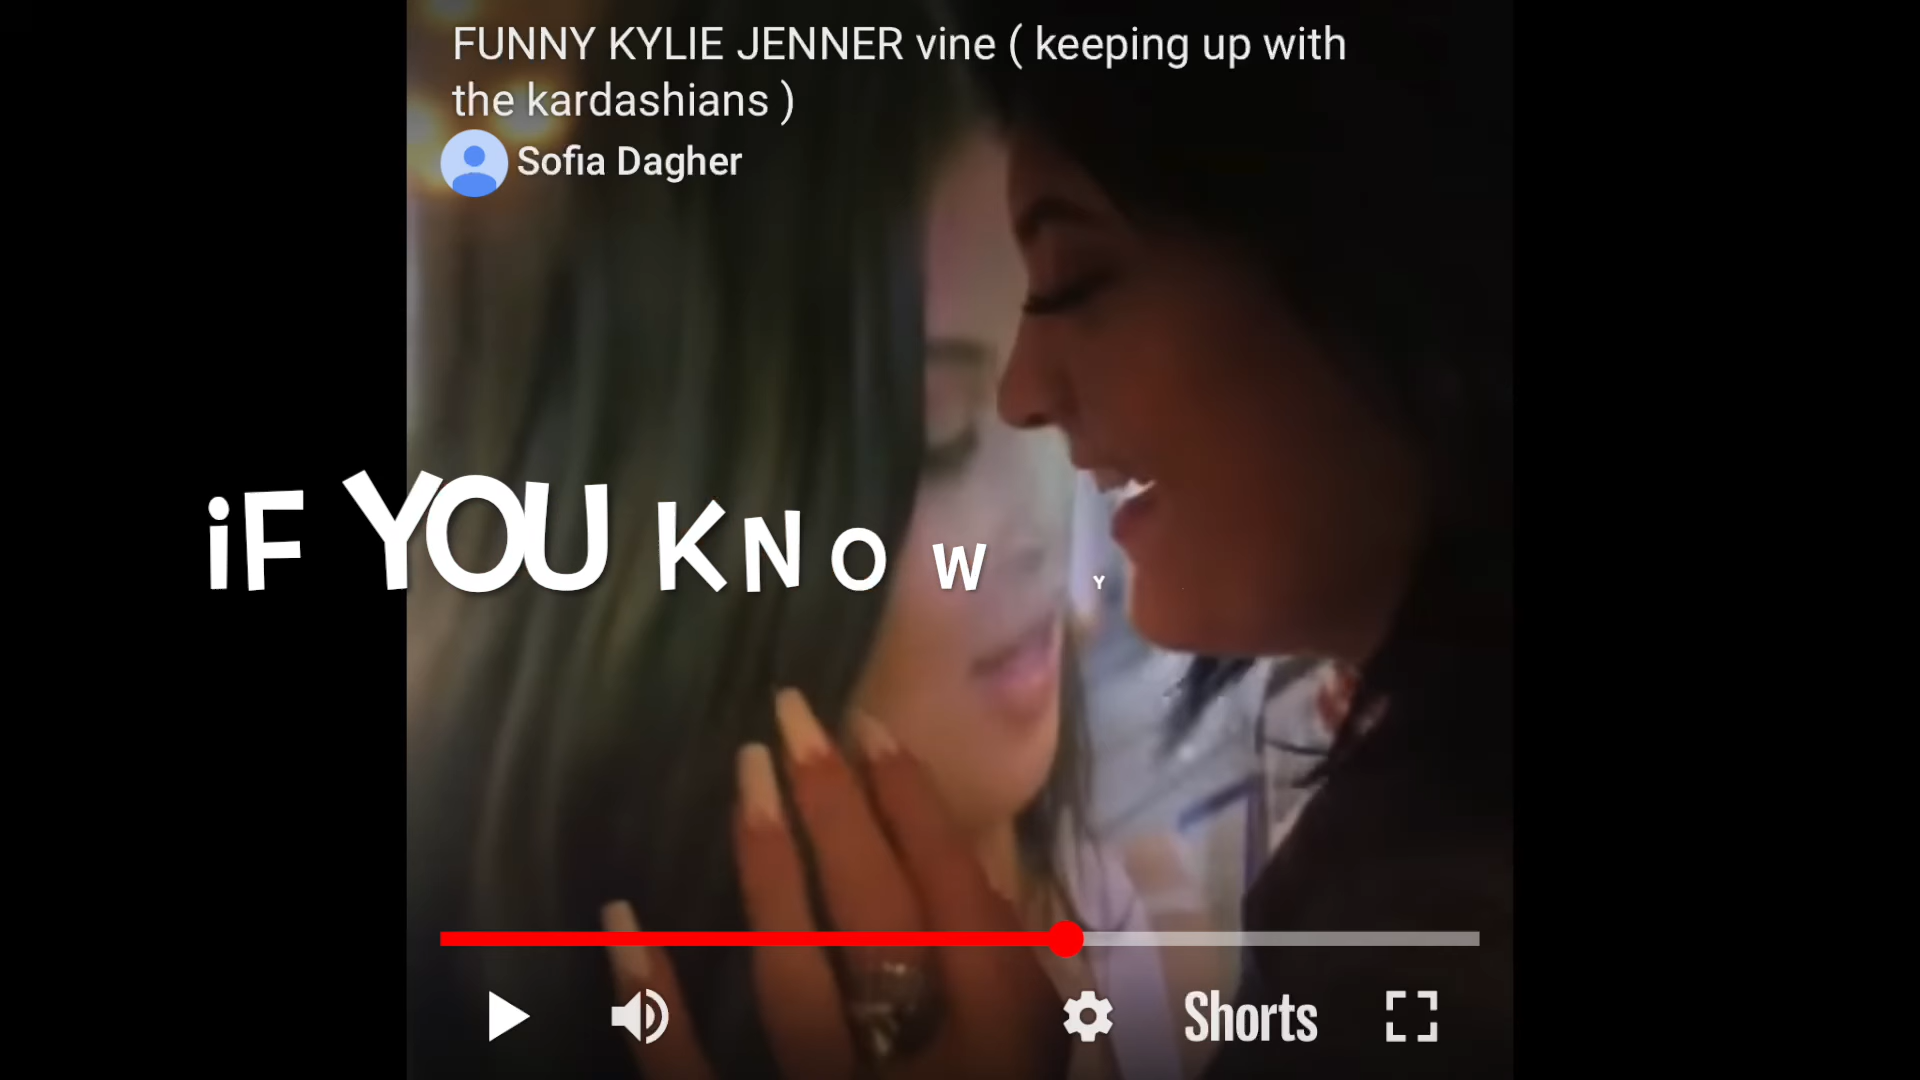 FUNNY KYLIE JENNER vine ( keeping up with
the kardashians )
Sofia Dagher
iF YOU KNOW Y
Shorts